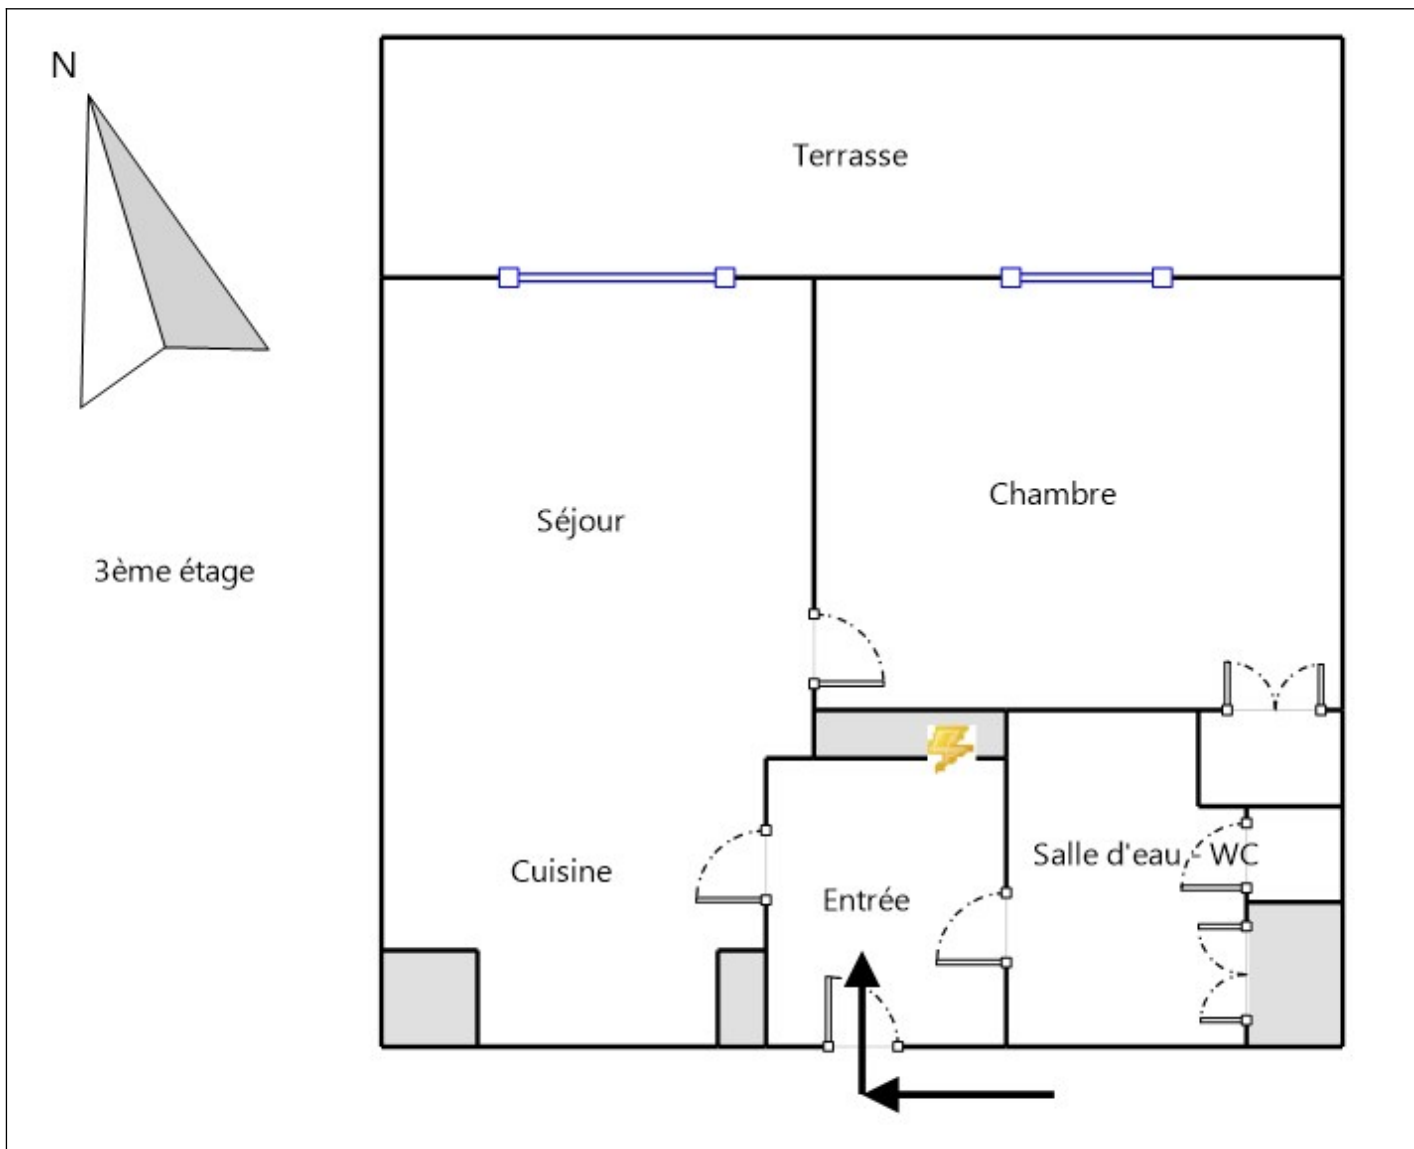 N
Terrasse
Chambre
Séjour
3ème étage
Salle d'eau - WC
Cuisine
Entrée